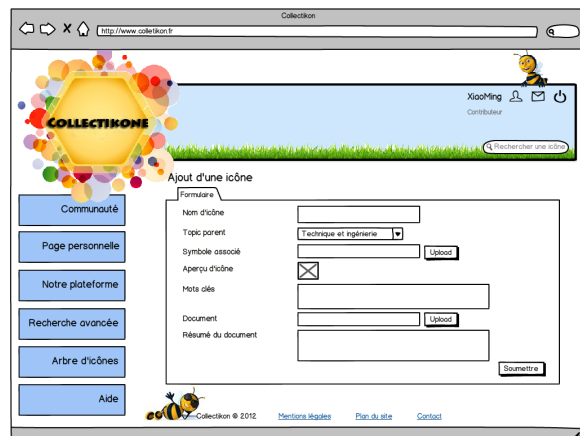 Collectikon
http://www.colletikon.fr
XiaoMing
Contributeur
COLLECTIKONE
Rechercher une icône
Ajout d'une icône
Formulaire
Communauté
Page personnelle
Notre plateforme
Recherche avancée
Arbre d'icônes
Aide
Nom d'icône
Topic parent
Technique et ingénierie
Symbole associé
Upload
Aperçu d'icône
Mots clés
Document
Upload
Résumé du document
Soumettre
Collectikon © 2012
Mentions légales
Plan du site
Contact